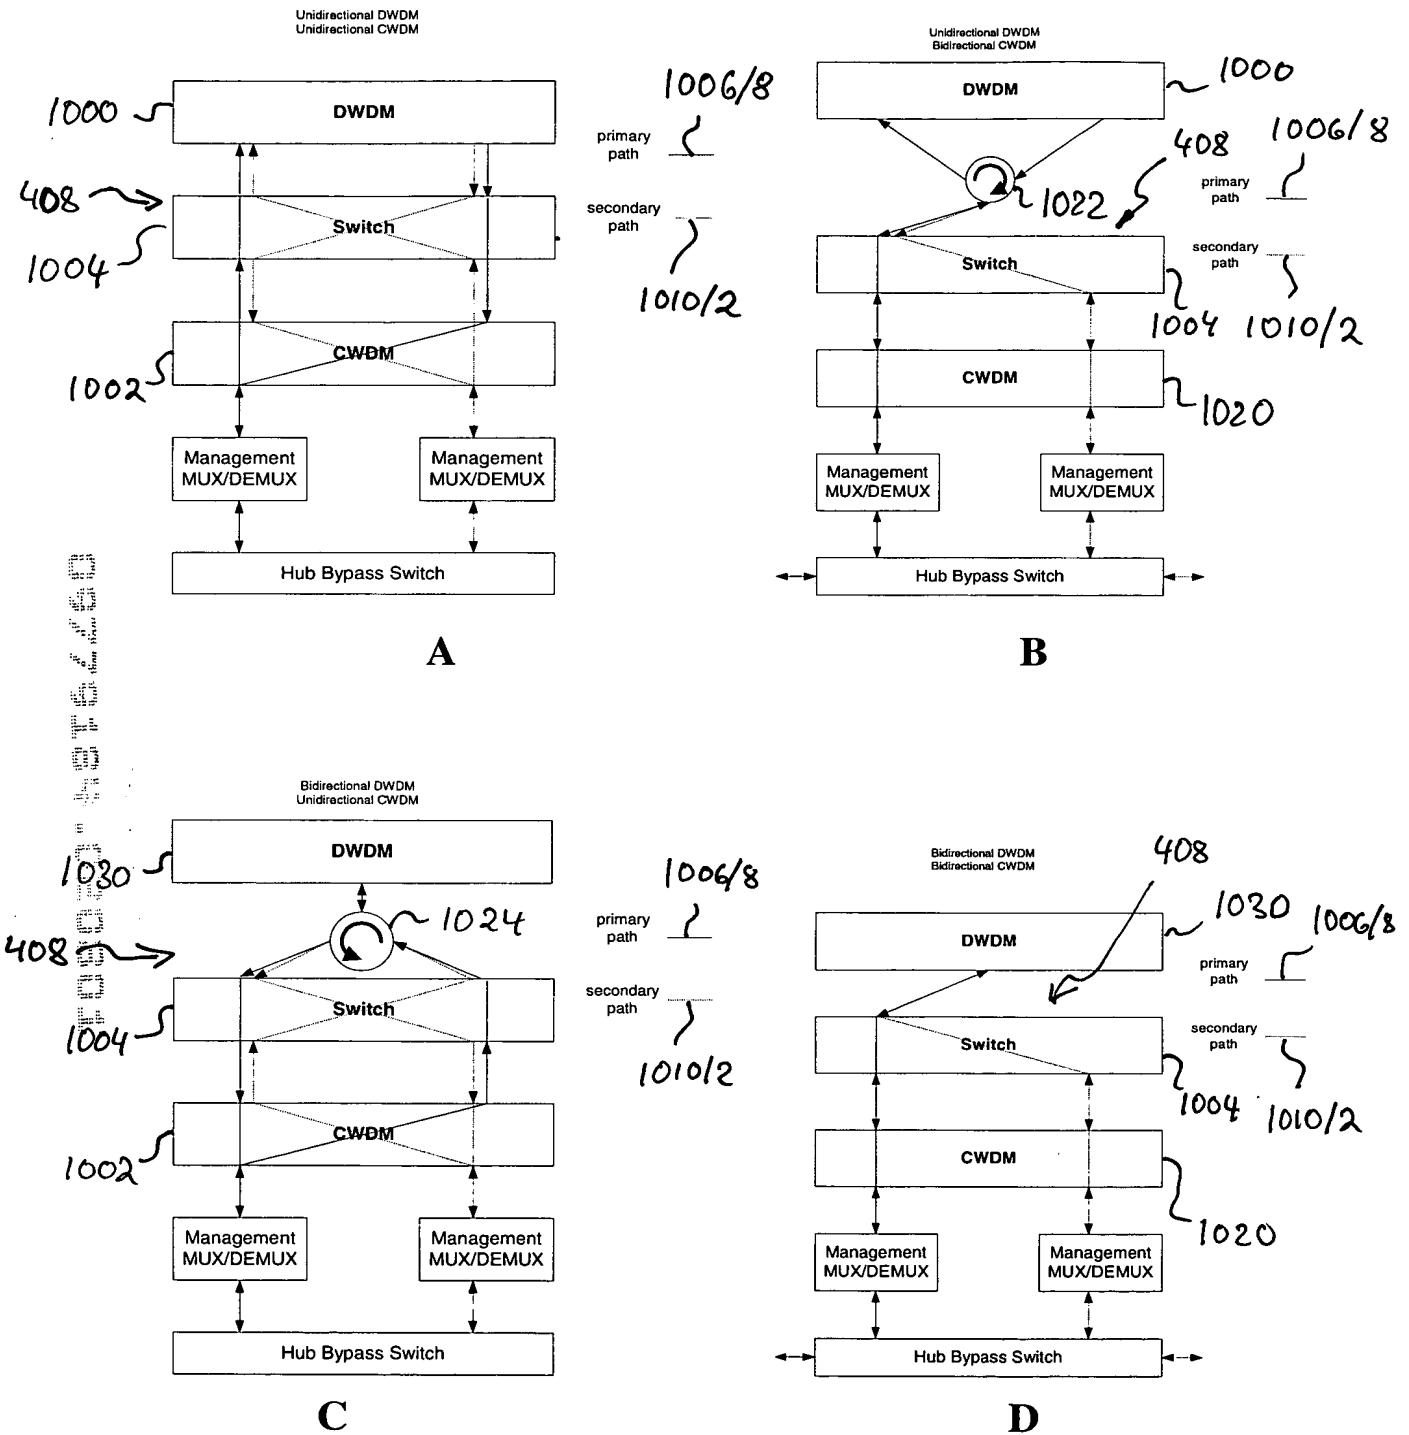 Unidirectional DWDM
Unidirectional CWDM
1000
DWDM
408
1004
Switch
1002
CWDM
Management
MUX/DEMUX
Management
MUX/DEMUX
Hub Bypass Switch
primary
path
1006/8
secondary
path
1010/2
A
Unidirectional DWDM
Bidirectional CWDM
DWDM
1000
1022
408
primary
path
1006/8
Switch
1004
secondary
path
1010/2
CWDM
1020
Management
MUX/DEMUX
Management
MUX/DEMUX
Hub Bypass Switch
B
Bidirectional DWDM
Unidirectional CWDM
DWDM
1030
1024
408
Switch
1004
primary
path
1006/8
secondary
path
1010/2
CWDM
1002
Management
MUX/DEMUX
Management
MUX/DEMUX
Hub Bypass Switch
C
Bidirectional DWDM
Bidirectional CWDM
408
DWDM
1030
primary
path
1006/8
Switch
1004
secondary
path
1010/2
CWDM
1020
Management
MUX/DEMUX
Management
MUX/DEMUX
Hub Bypass Switch
D